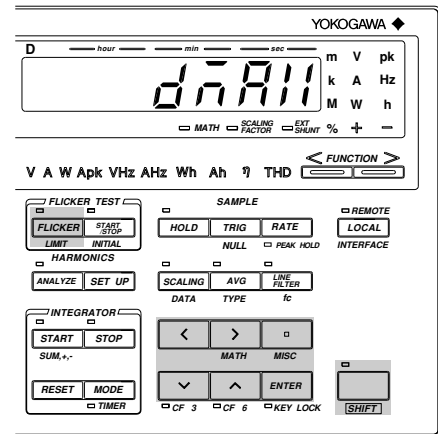 YOKOGAWA ◆
D hour min sec
m V pk
k A Hz
M W h
% + −
dmAll
MATH SCALING FACTOR EXT SHUNT
V A W Apk VHz AHz Wh Ah η THD
< FUNCTION >
FLICKER TEST
FLICKER START/STOP
LIMIT INITIAL
SAMPLE
HOLD TRIG RATE
NULL PEAK HOLD
REMOTE
LOCAL
INTERFACE
HARMONICS
ANALYZE SET UP
SCALING AVG LINE FILTER
DATA TYPE fc
INTEGRATOR
START STOP
SUM,+,-
RESET MODE
TIMER
< >
MATH MISC
ENTER
CF 3 CF 6 KEY LOCK
SHIFT